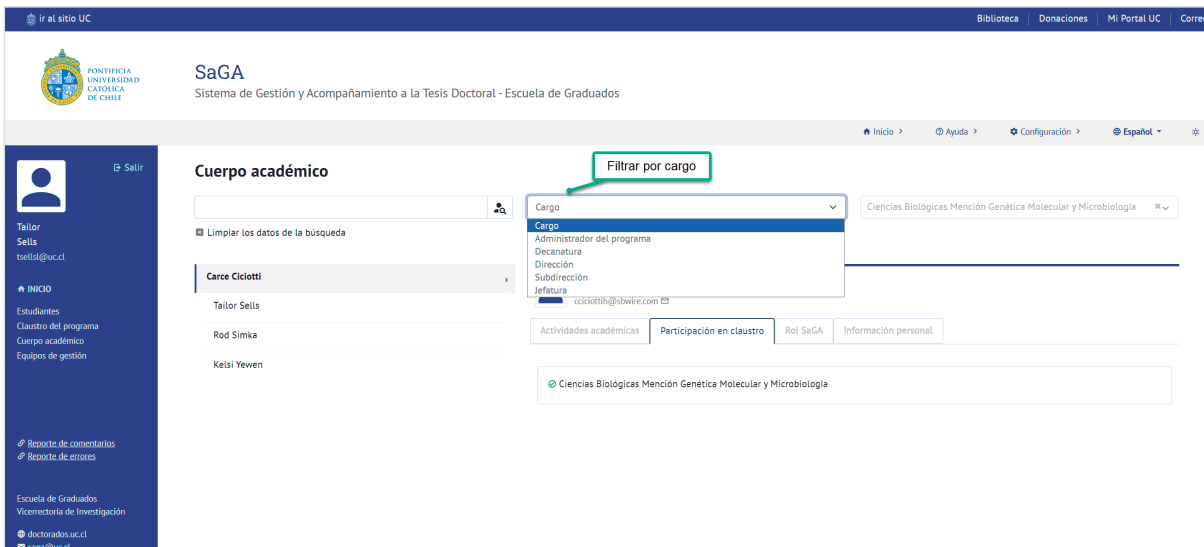 ir al sitio UC
Biblioteca
Donaciones
Mi Portal UC
PONTIFICIA
UNIVERSIDAD
CATÓLICA
DE CHILE
SaGA
Sistema de Gestión y Acompañamiento a la Tesis Doctoral - Escuela de Graduados
Inicio
Ayuda
Configuración
Español
Salir
Tailor
Sells
tsellsl@uc.cl
INICIO
Estudiantes
Claustro del programa
Cuerpo académico
Equipos de gestión
Reporte de comentarios
Reporte de errores
Escuela de Graduados
Vicerrectoría de Investigación
doctorados.uc.cl
Cuerpo académico
Filtrar por cargo
Limpiar los datos de la búsqueda
Carce Ciciotti
Tailor Sells
Rod Simka
Kelsi Yewen
Cargo
Cargo
Administrador del programa
Decanatura
Dirección
Subdirección
Jefatura
Ciencias Biológicas Mención Genética Molecular y Microbiología
cciciottih@sbwire.com
Actividades académicas
Participación en claustro
Rol SaGA
Información personal
Ciencias Biológicas Mención Genética Molecular y Microbiología